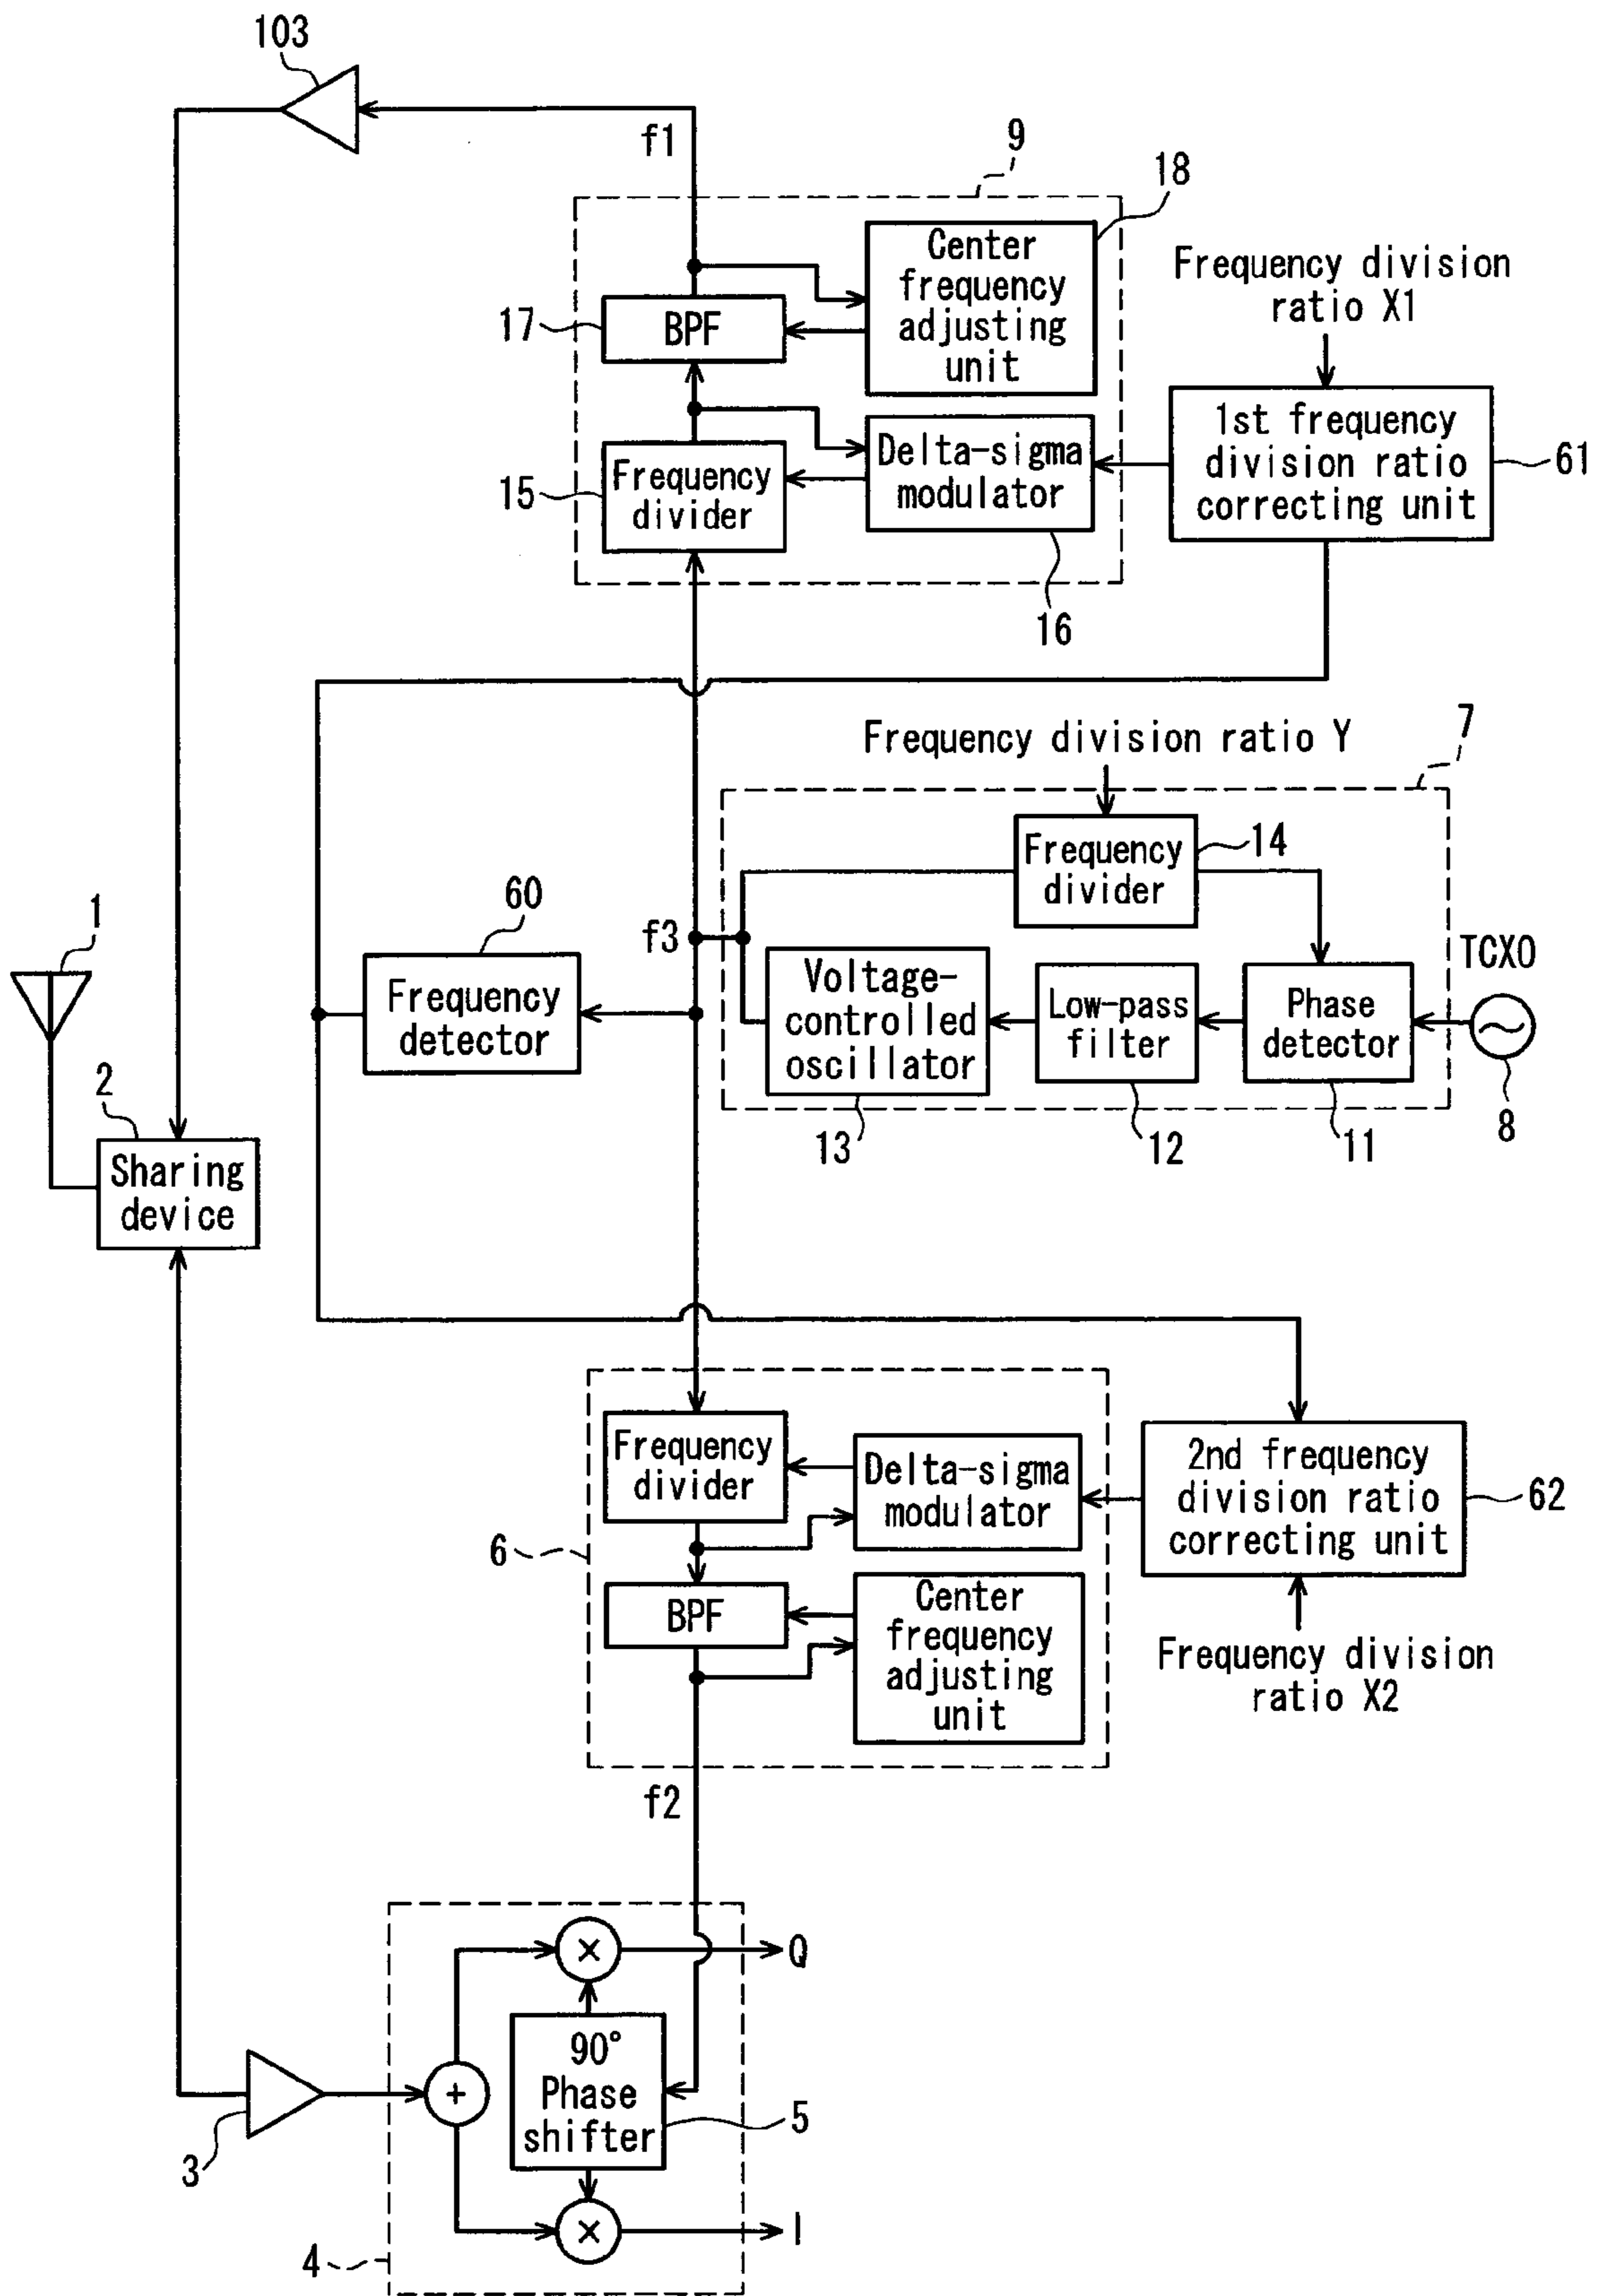 103
f1
9
18
Center
frequency
adjusting
unit
Frequency division
ratio X1
17
BPF
1st frequency
division ratio
correcting unit
61
Delta-sigma
modulator
15
Frequency
divider
16
Frequency division ratio Y
7
Frequency
divider
14
60
f3
1
TCXO
Frequency
detector
Voltage-
controlled
oscillator
Low-pass
filter
Phase
detector
2
13
12
11
8
Sharing
device
Frequency
divider
Delta-sigma
modulator
2nd frequency
division ratio
correcting unit
62
6
BPF
Center
frequency
adjusting
unit
Frequency division
ratio X2
f2
×
Q
90°
Phase
shifter
+
5
3
×
I
4